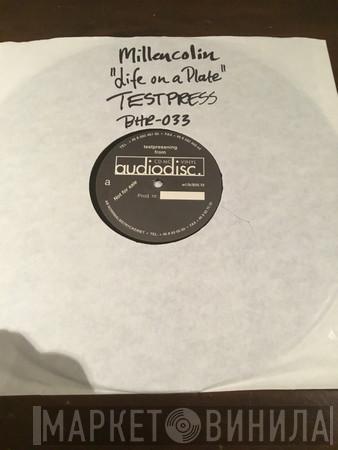 Millencolin
"Life on a Plate"
TESTPRESS
BHR-033
testpressning
from
CD·MC·VINYL
audiodisc.
a
Not for sale
Prod. nr.
МАРКЕТ ВИНИЛА